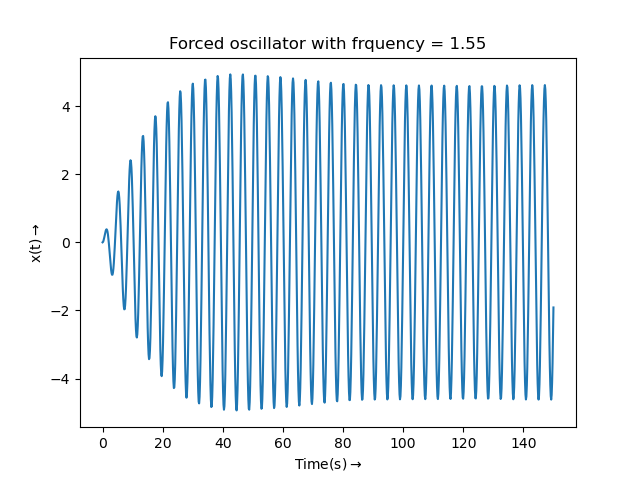 Forced oscillator with frquency = 1.55
4
2
0
−2
−4
x(t) →
0 20 40 60 80 100 120 140
Time(s) →